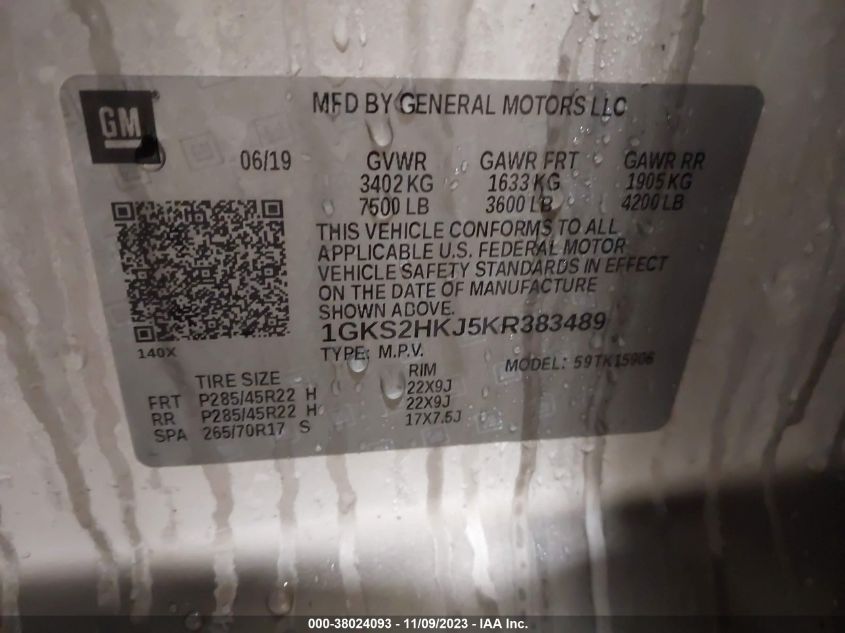 GM
MFD BY GENERAL MOTORS LLC
06/19 GVWR GAWR FRT GAWR RR
3402 KG 1633 KG 1905 KG
7500 LB 3600 LB 4200 LB
THIS VEHICLE CONFORMS TO ALL
APPLICABLE U.S. FEDERAL MOTOR
VEHICLE SAFETY STANDARDS IN EFFECT
ON THE DATE OF MANUFACTURE
SHOWN ABOVE.
1GKS2HKJ5KR383489
140X
TYPE: M.P.V. MODEL: 59TK15906
TIRE SIZE RIM
FRT P285/45R22 H 22X9J
RR P285/45R22 H 22X9J
SPA 265/70R17 S 17X7.5J
000-38024093 - 11/09/2023 - IAA Inc.